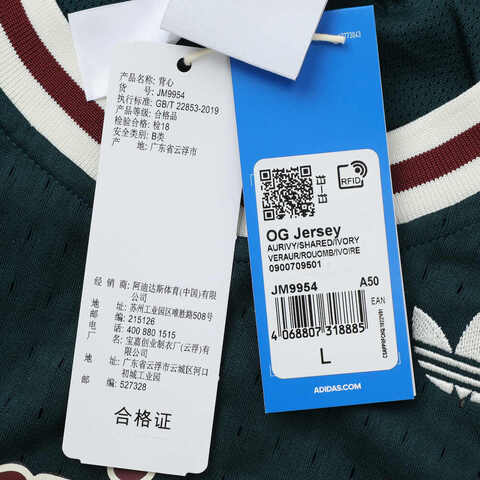 产品名称: 背心
货 号: JM9954
执行标准: GB/T 22853-2019
产品等级: 合格品
检验合格: 检18
安全类别: B类
产 地: 广东省云浮市
经 销 商: 阿迪达斯体育(中国)有限
公司
地 址: 苏州工业园区唯胜路508号
邮 编: 215126
电 话: 400 880 1515
厂 名: 宝嘉创业制衣厂(云浮)有
限公司
地 址: 广东省云浮市云城区河口
初城工业园
邮 编: 527328
合格证
RFID
OG Jersey
AURIVY/SHARED/IVORY
VERAUR/ROUOMB/IVOIRE
0900709501
JM9954 A50
EAN
4 068807 318885
L
ADIDAS.COM